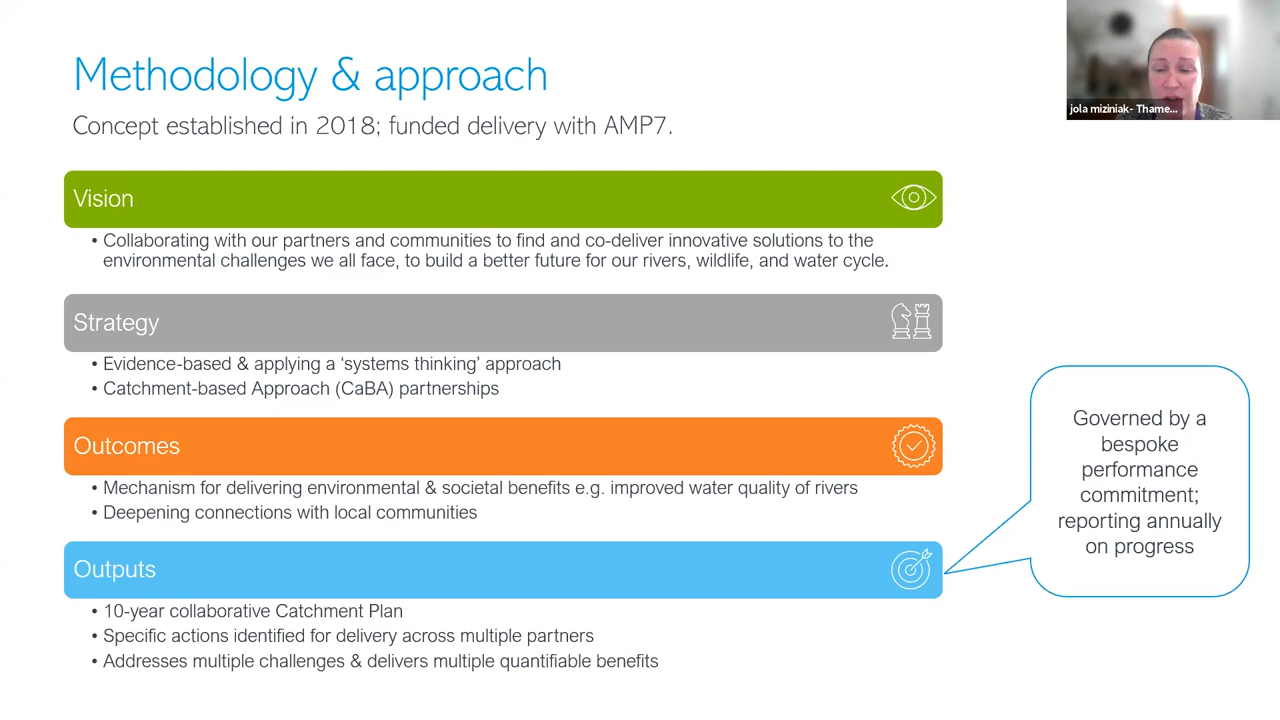 Methodology & approach
Concept established in 2018; funded delivery with AMP7.
jola miziniak- Thame...
Vision
• Collaborating with our partners and communities to find and co-deliver innovative solutions to the
environmental challenges we all face, to build a better future for our rivers, wildlife, and water cycle.
Strategy
• Evidence-based & applying a ‘systems thinking’ approach
• Catchment-based Approach (CaBA) partnerships
Outcomes
• Mechanism for delivering environmental & societal benefits e.g. improved water quality of rivers
• Deepening connections with local communities
Outputs
• 10-year collaborative Catchment Plan
• Specific actions identified for delivery across multiple partners
• Addresses multiple challenges & delivers multiple quantifiable benefits
Governed by a
bespoke
performance
commitment;
reporting annually
on progress